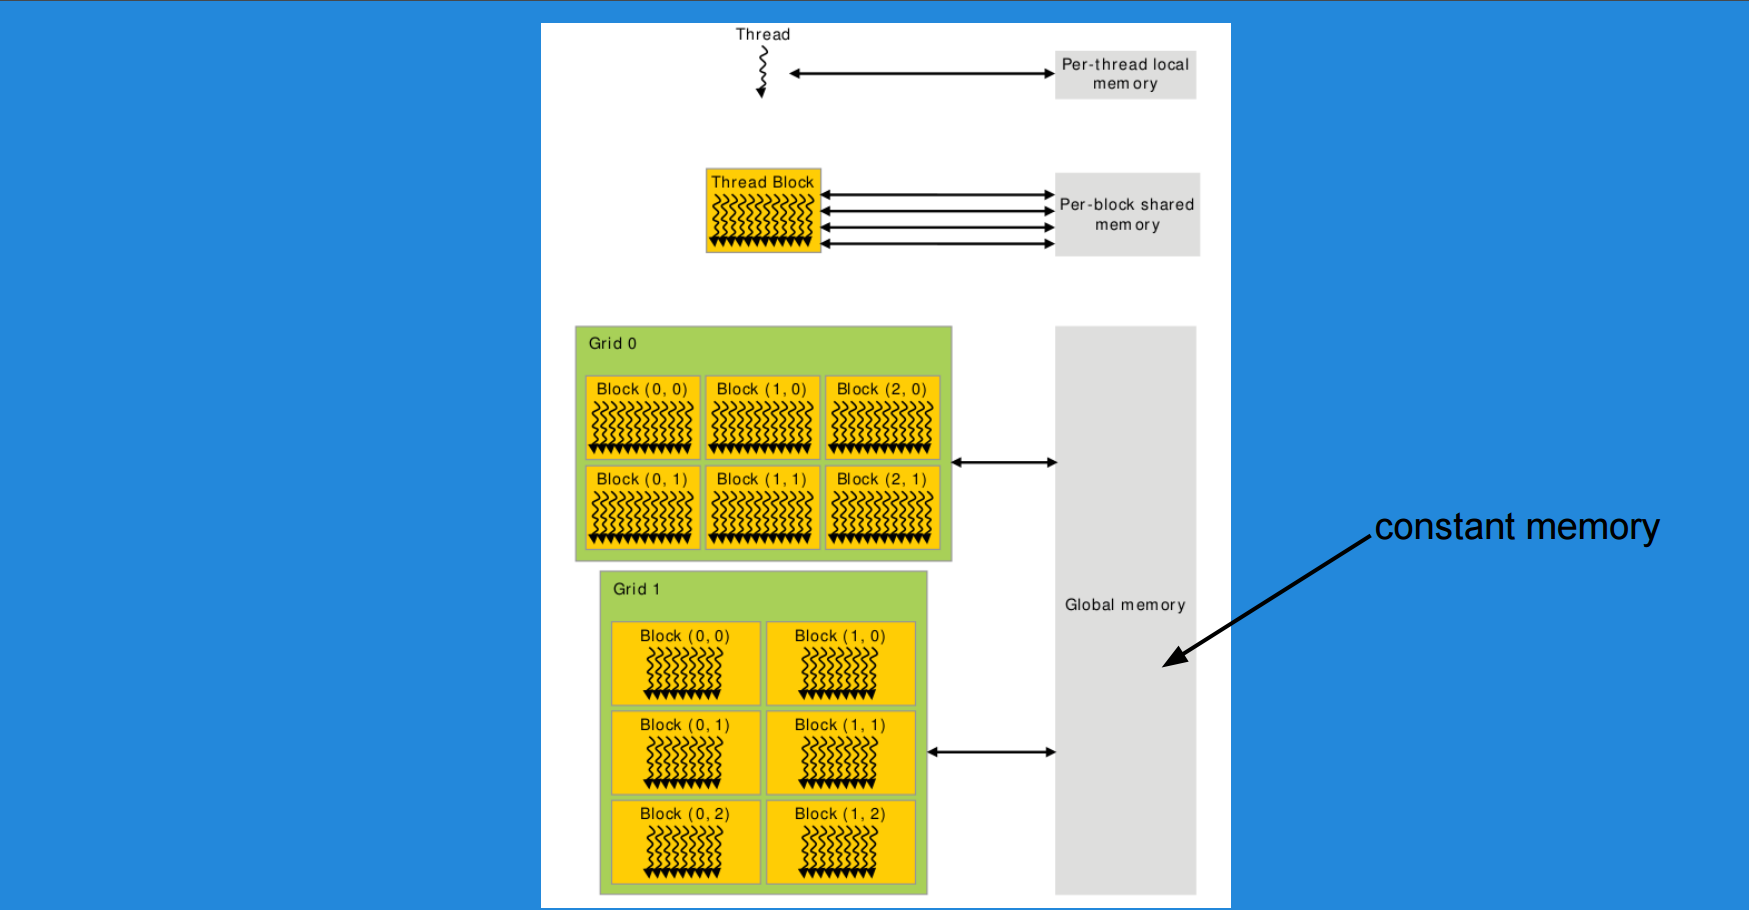 Thread
Per-thread local
memory
Thread Block
Per-block shared
memory
Grid 0
Block (0, 0)
Block (1, 0)
Block (2, 0)
Block (0, 1)
Block (1, 1)
Block (2, 1)
constant memory
Global memory
Grid 1
Block (0, 0)
Block (1, 0)
Block (0, 1)
Block (1, 1)
Block (0, 2)
Block (1, 2)